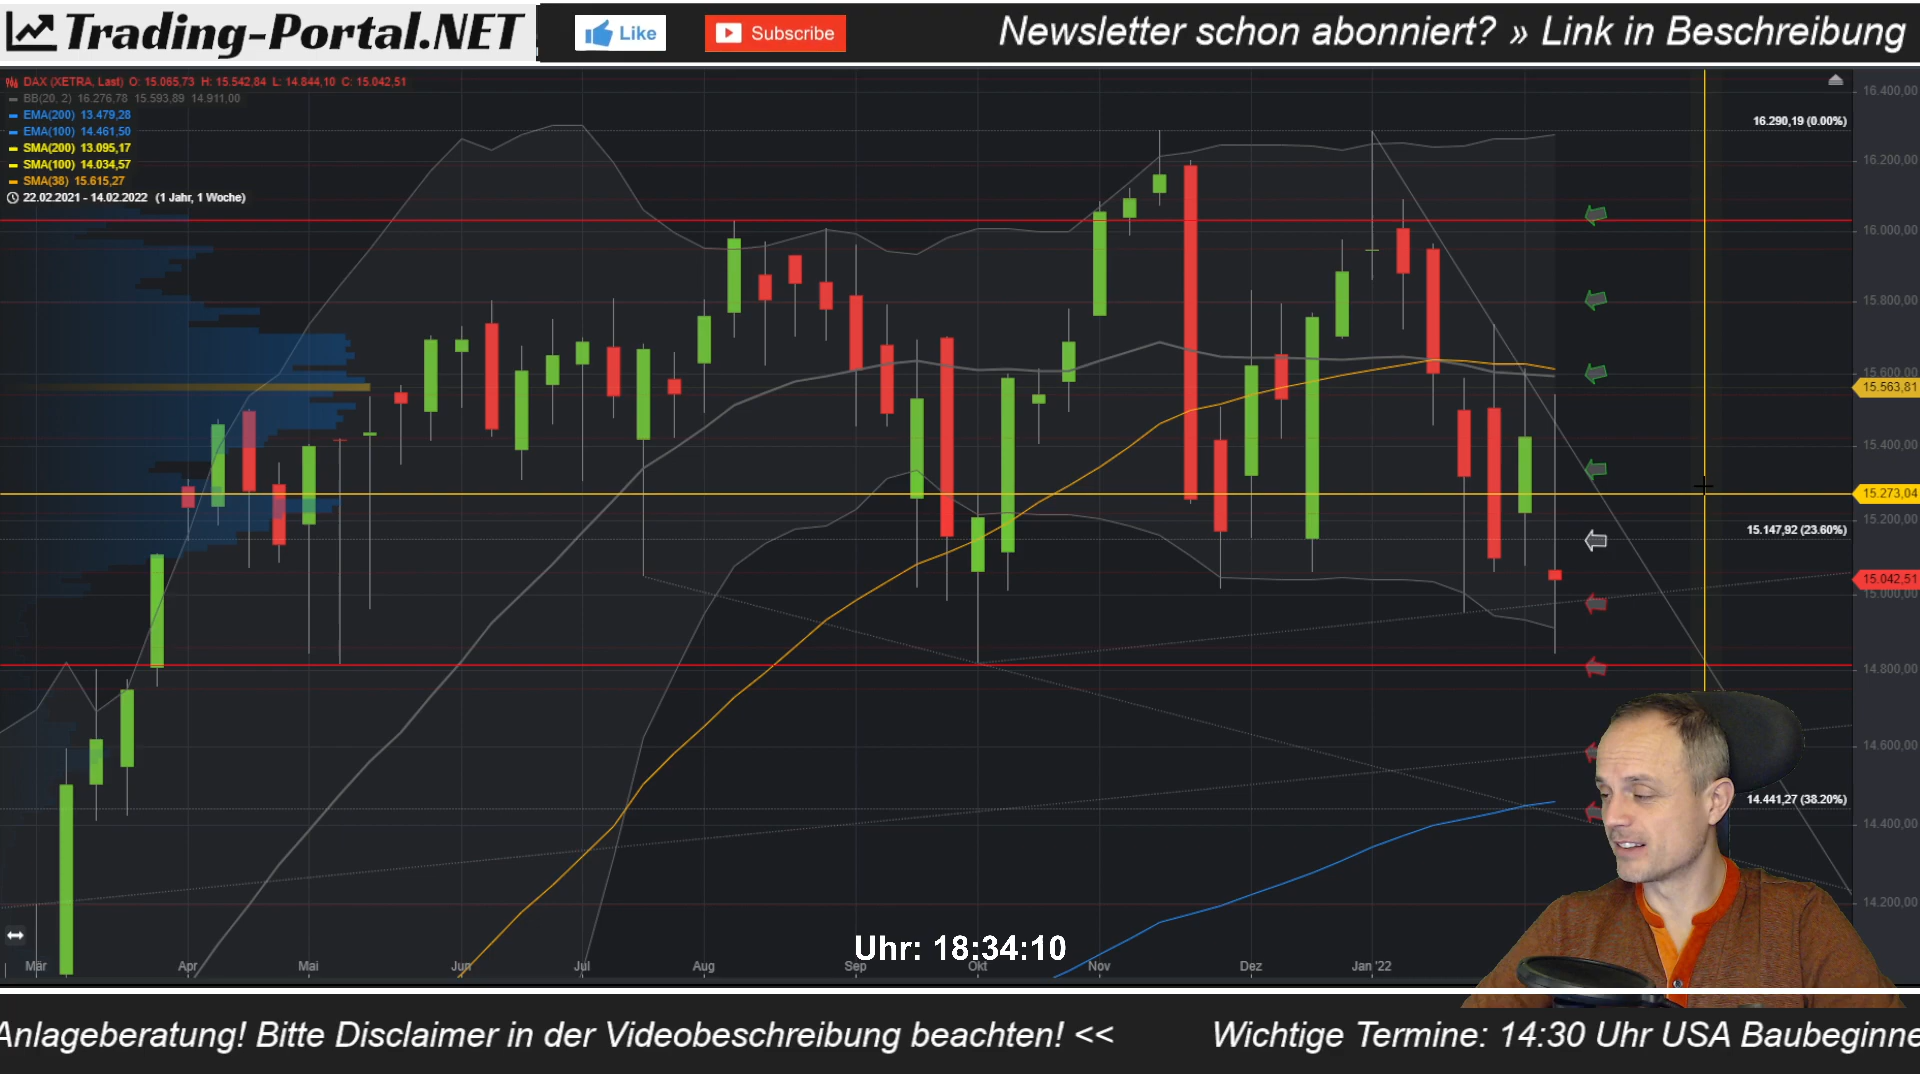 Trading-Portal.NET
Like
Subscribe
Newsletter schon abonniert? » Link in Beschreibung
DAX (XETRA, Last) O: 15.065,73 H: 15.542,84 L: 14.844,10 C: 15.042,51
BB(20, 2) 16.276,78 15.593,89 14.911,00
EMA(200) 13.479,28
EMA(100) 14.461,50
SMA(200) 13.095,17
SMA(100) 14.034,57
SMA(38) 15.615,27
22.02.2021 - 14.02.2022 (1 Jahr, 1 Woche)
16.400,00
16.290,19 (0.00%)
16.200,00
16.000,00
15.800,00
15.600,00
15.563,81
15.400,00
15.273,04
15.200,00
15.147,92 (23.60%)
15.042,51
15.000,00
14.800,00
14.600,00
14.441,27 (38.20%)
14.400,00
14.200,00
Uhr: 18:34:10
Mär Apr Mai Jun Jul Aug Sep Okt Nov Dez Jan '22
Anlageberatung! Bitte Disclaimer in der Videobeschreibung beachten! << Wichtige Termine: 14:30 Uhr USA Baubeginne